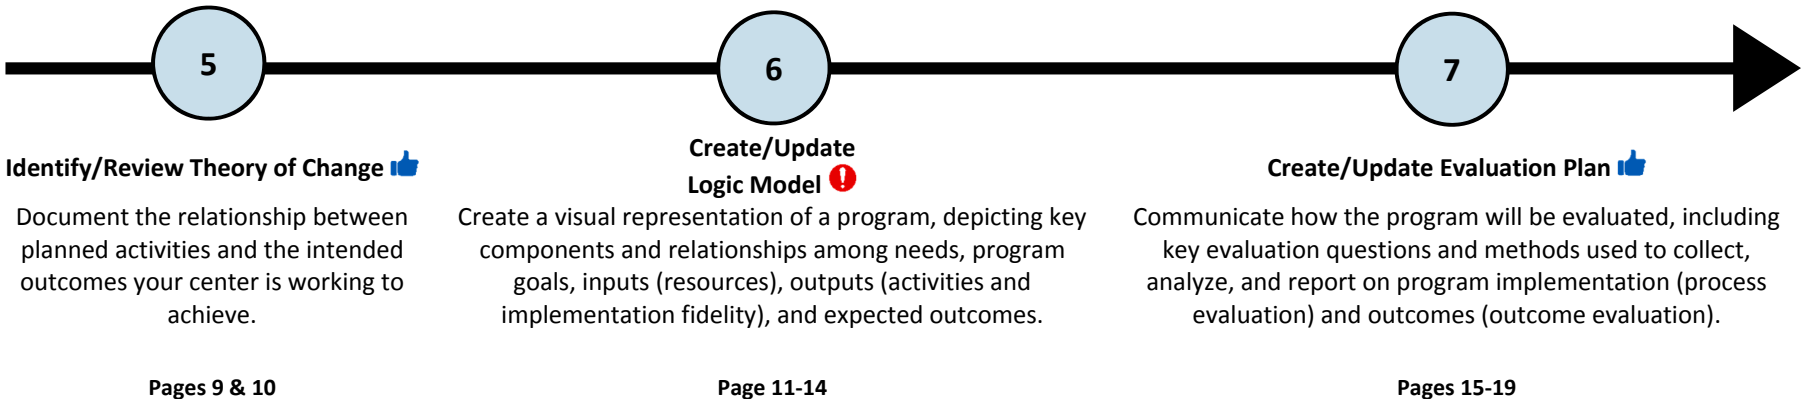 5
Identify/Review Theory of Change
Document the relationship between
planned activities and the intended
outcomes your center is working to
achieve.
Pages 9 & 10
6
Create/Update
Logic Model
Create a visual representation of a program, depicting key
components and relationships among needs, program
goals, inputs (resources), outputs (activities and
implementation fidelity), and expected outcomes.
Page 11-14
7
Create/Update Evaluation Plan
Communicate how the program will be evaluated, including
key evaluation questions and methods used to collect,
analyze, and report on program implementation (process
evaluation) and outcomes (outcome evaluation).
Pages 15-19